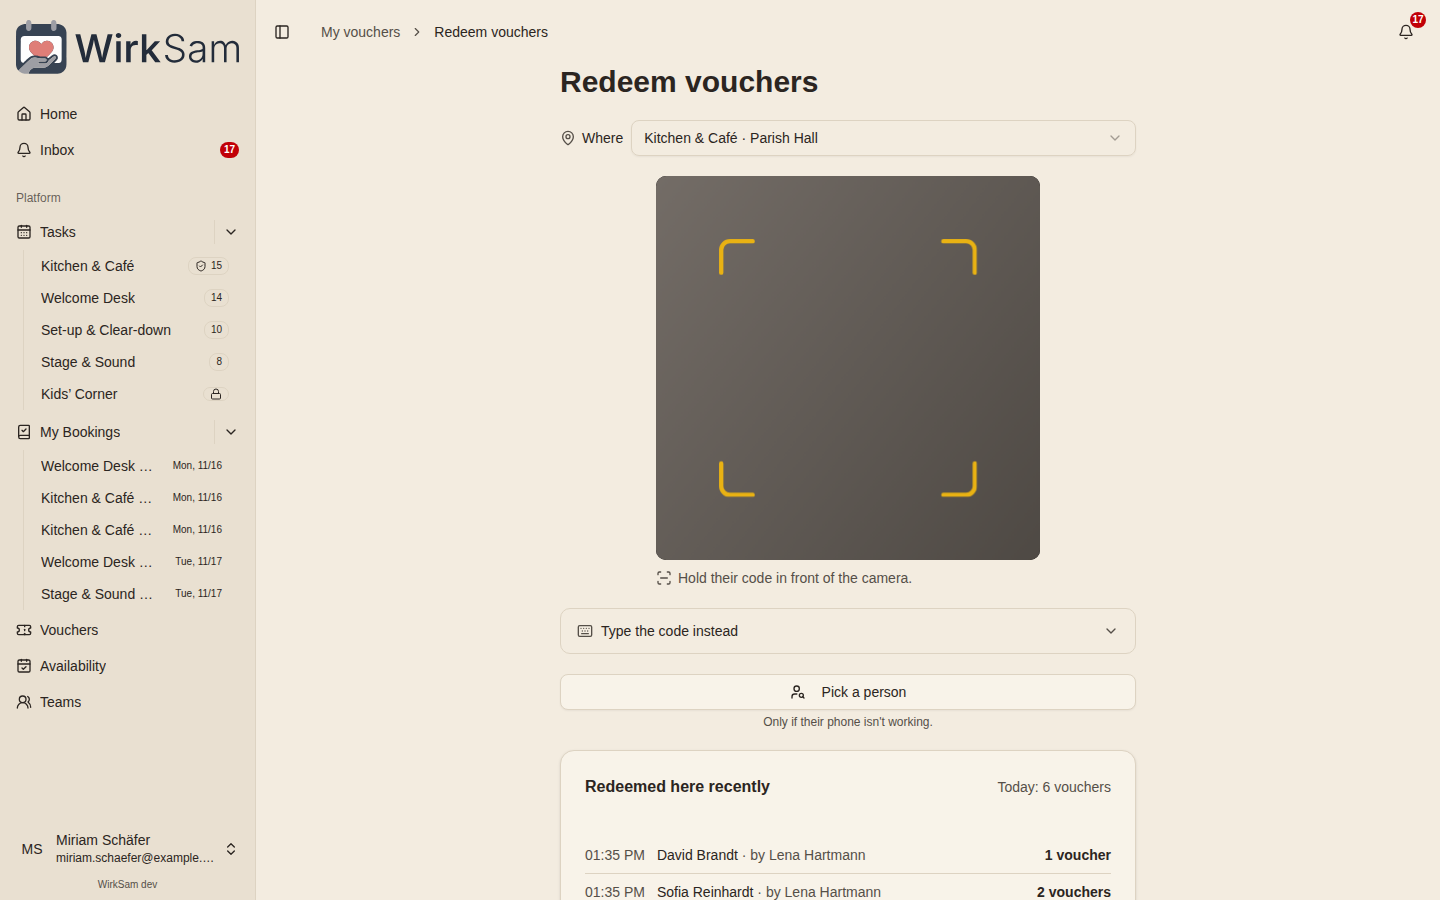 WirkSam
Home
Inbox 17
Platform
Tasks
Kitchen & Café 15
Welcome Desk 14
Set-up & Clear-down 10
Stage & Sound 8
Kids’ Corner
My Bookings
Welcome Desk … Mon, 11/16
Kitchen & Café … Mon, 11/16
Kitchen & Café … Mon, 11/16
Welcome Desk … Tue, 11/17
Stage & Sound … Tue, 11/17
Vouchers
Availability
Teams
MS
Miriam Schäfer
miriam.schaefer@example.…
WirkSam dev
My vouchers > Redeem vouchers
17
Redeem vouchers
Where Kitchen & Café · Parish Hall
Hold their code in front of the camera.
Type the code instead
Pick a person
Only if their phone isn't working.
Redeemed here recently Today: 6 vouchers
01:35 PM David Brandt · by Lena Hartmann 1 voucher
01:35 PM Sofia Reinhardt · by Lena Hartmann 2 vouchers